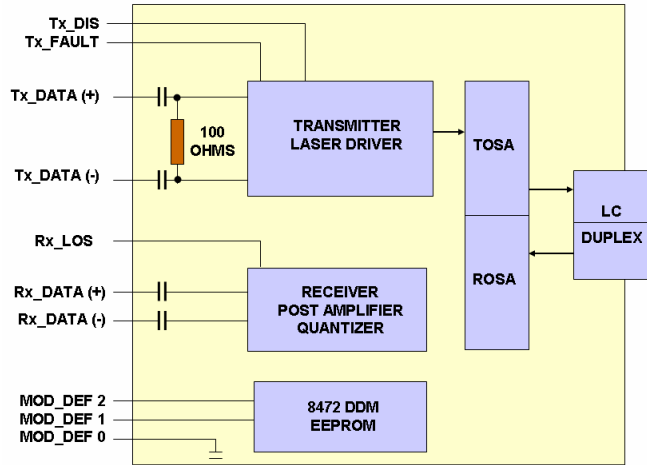 Tx_DIS
Tx_FAULT
Tx_DATA (+)
100
OHMS
Tx_DATA (-)
TRANSMITTER
LASER DRIVER
TOSA
LC
DUPLEX
ROSA
Rx_LOS
Rx_DATA (+)
Rx_DATA (-)
RECEIVER
POST AMPLIFIER
QUANTIZER
MOD_DEF 2
MOD_DEF 1
MOD_DEF 0
8472 DDM
EEPROM